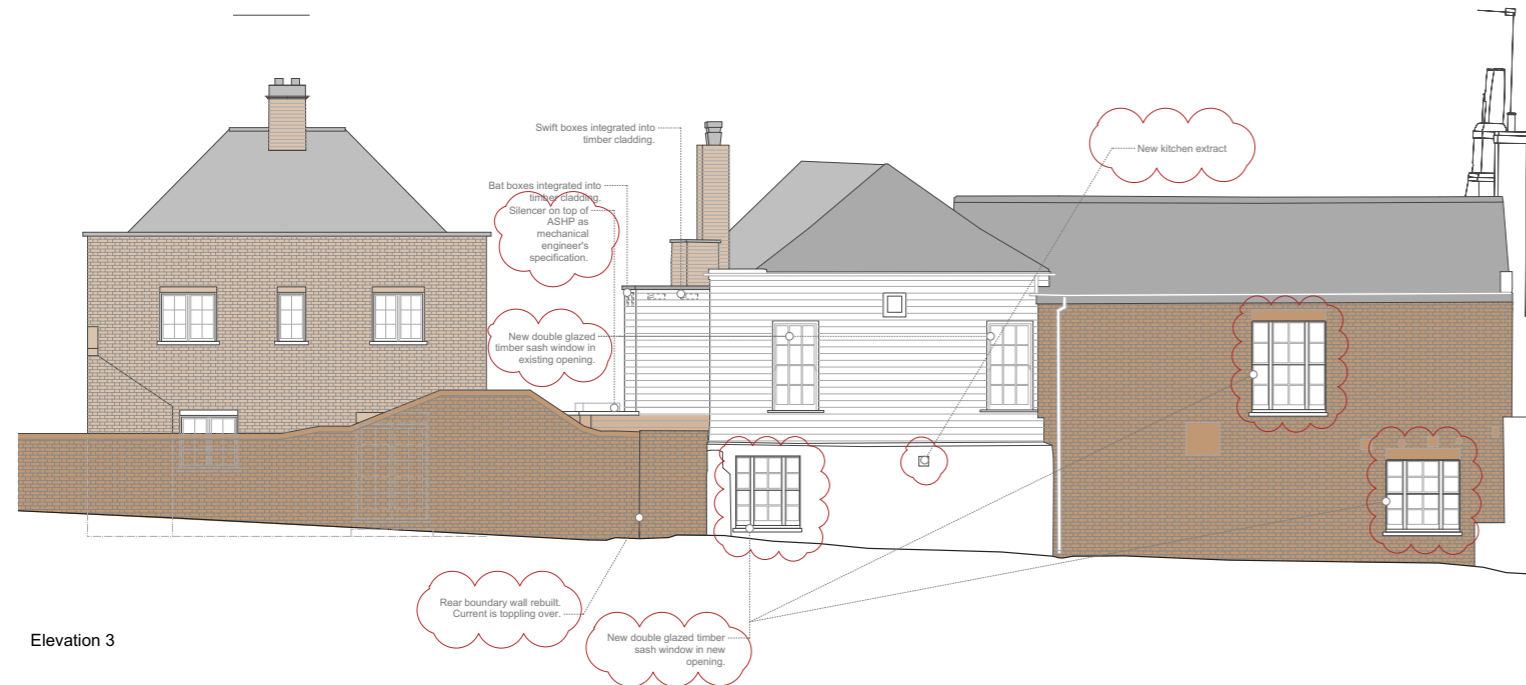 Swift boxes integrated into
timber cladding.
New kitchen extract
Bat boxes integrated into
timber cladding.
Silencer on top of
ASHP as
mechanical
engineer's
specification.
New double glazed
timber sash window in
existing opening.
Rear boundary wall rebuilt.
Current is toppling over.
New double glazed timber
sash window in new
opening.
Elevation 3